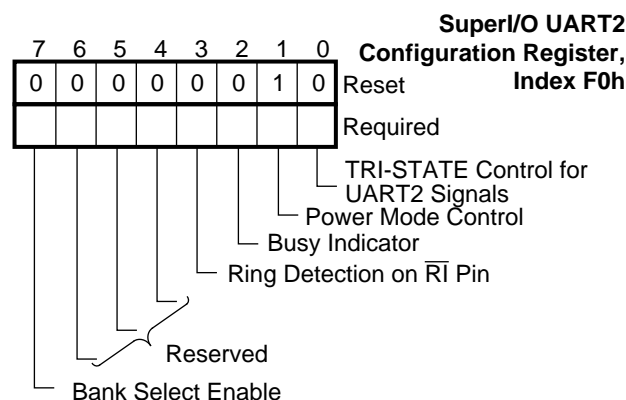 SuperI/O UART2
Configuration Register,
Index F0h
7 6 5 4 3 2 1 0
0 0 0 0 0 0 1 0 Reset
Required
TRI-STATE Control for
UART2 Signals
Power Mode Control
Busy Indicator
Ring Detection on R̅I̅ Pin
Reserved
Bank Select Enable